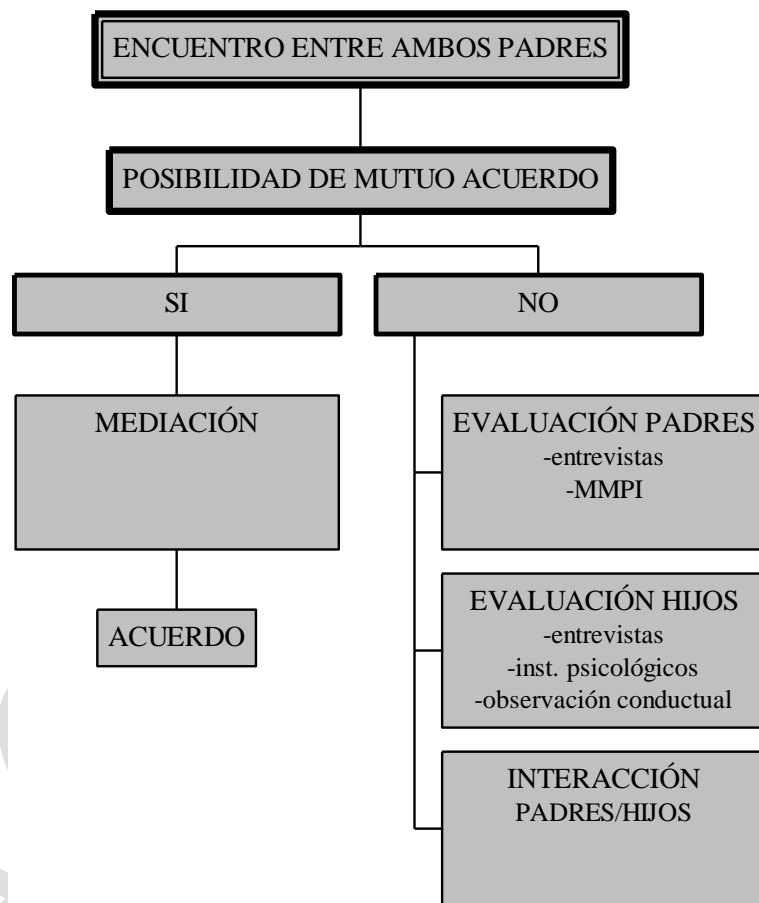 ENCUENTRO ENTRE AMBOS PADRES
POSIBILIDAD DE MUTUO ACUERDO
SI
NO
MEDIACIÓN
ACUERDO
EVALUACIÓN PADRES
-entrevistas
-MMPI
EVALUACIÓN HIJOS
-entrevistas
-inst. psicológicos
-observación conductual
INTERACCIÓN
PADRES/HIJOS